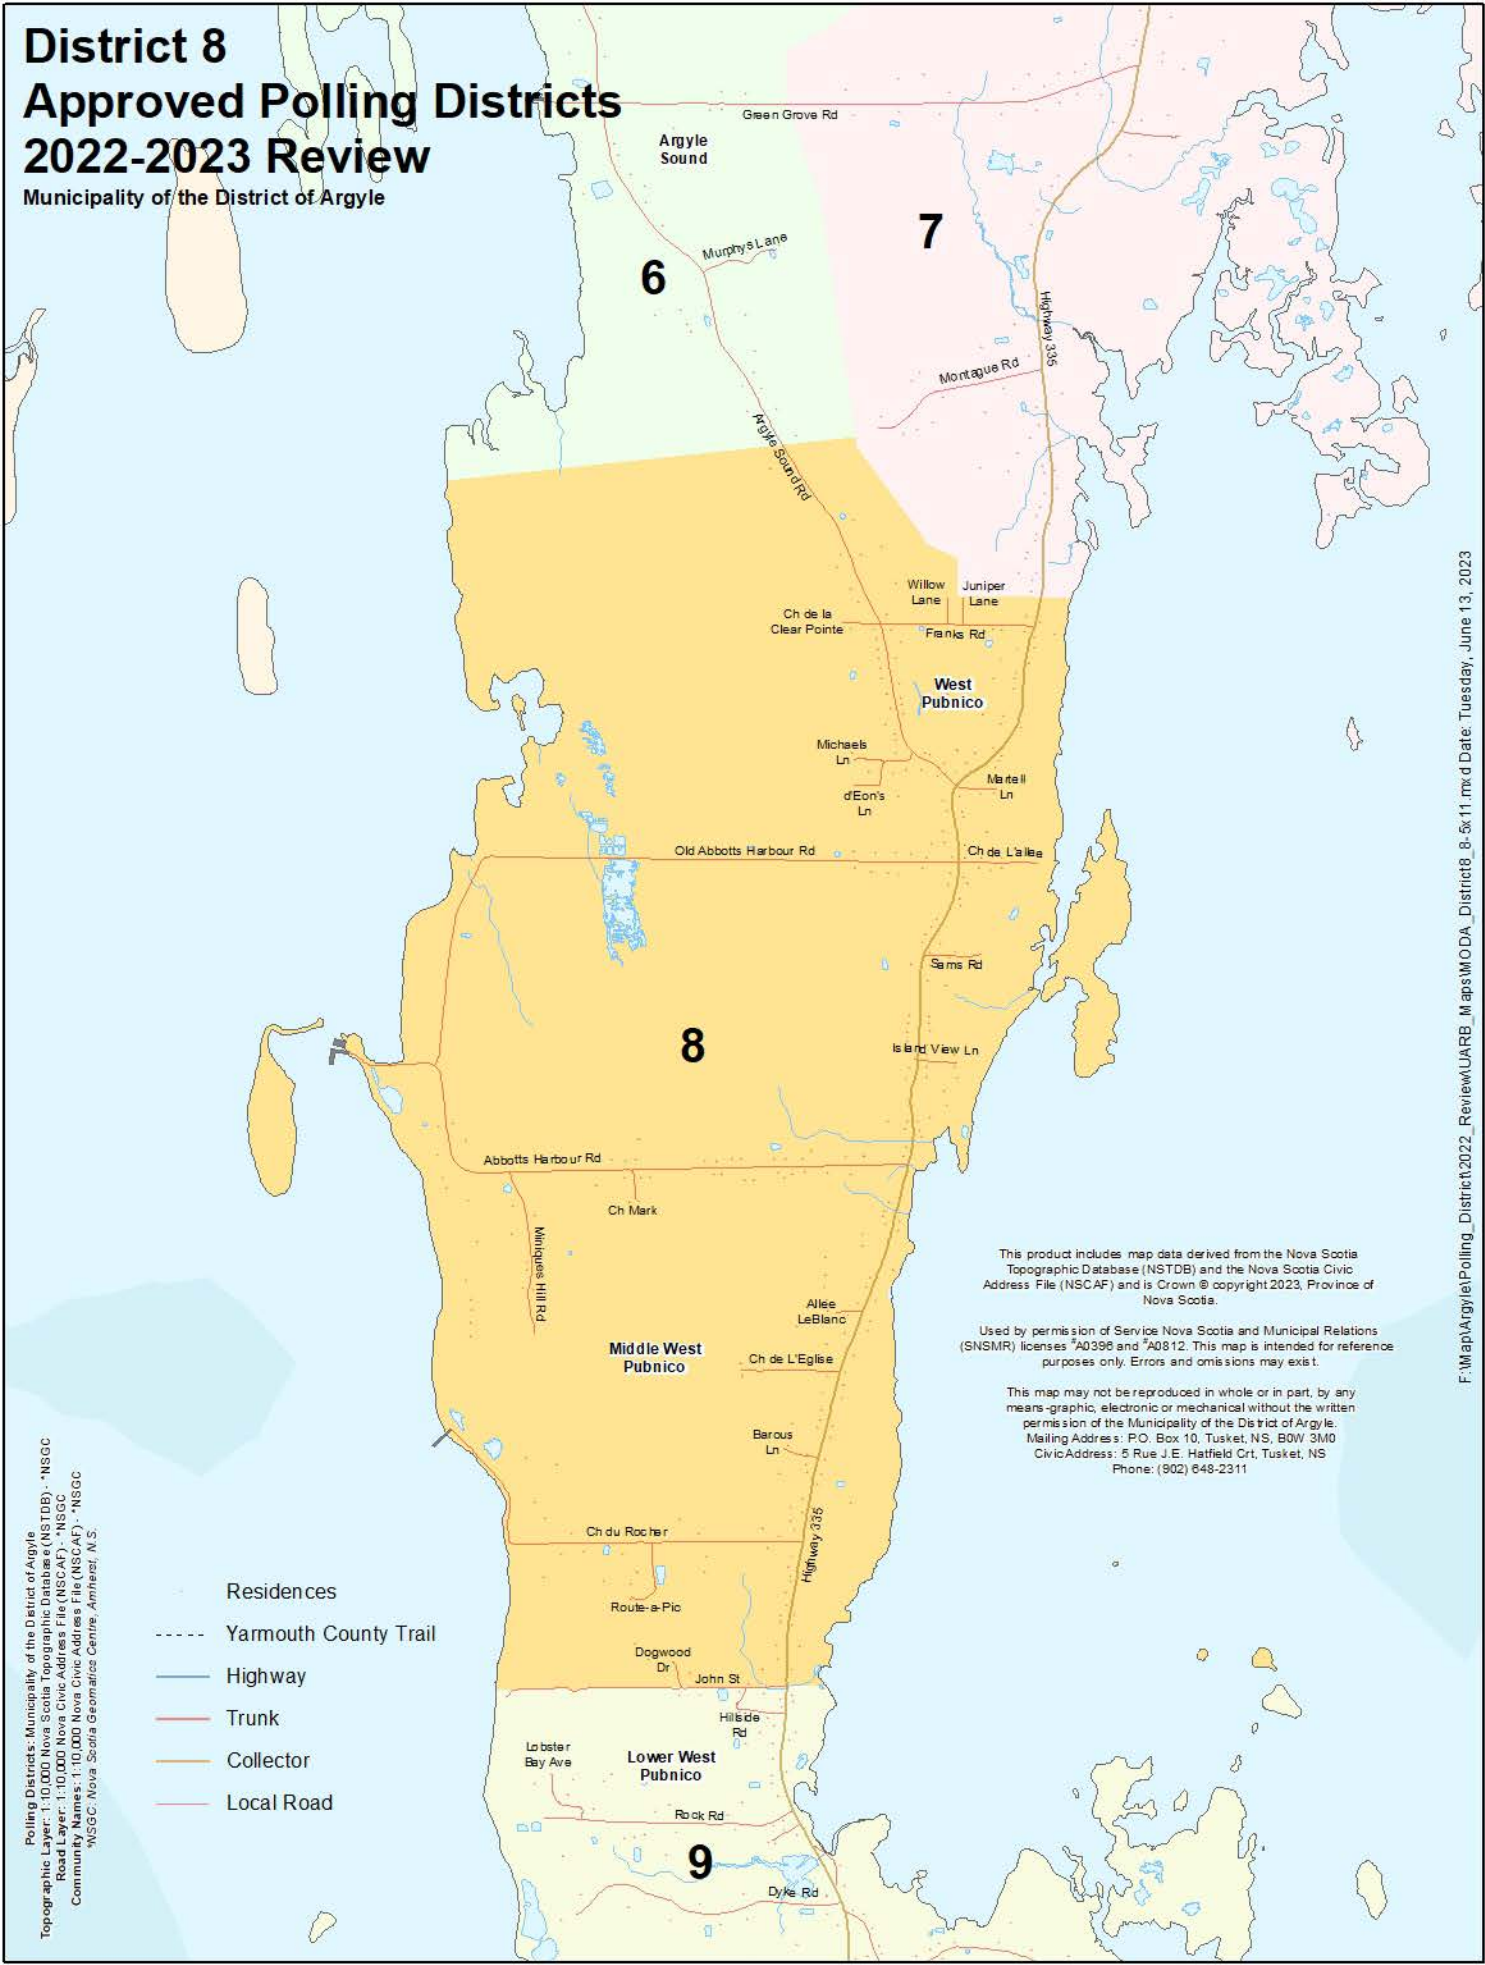 District 8
Approved Polling Districts
2022-2023 Review
Municipality of the District of Argyle
Green Grove Rd
Argyle
Sound
7
Murphys Lane
6
Highway 335
Montague Rd
Argyle Sound Rd
Willow
Lane
Juniper
Lane
Ch de la
Clear Pointe
Franks Rd
West
Pubnico
Michaels
Ln
d'Eon's
Ln
Martell
Ln
Old Abbotts Harbour Rd
Ch de L'allee
Sams Rd
8
Island View Ln
Abbotts Harbour Rd
Ch Mark
Miniques Hill Rd
Allee
LeBlanc
Middle West
Pubnico
Ch de L'Eglise
Barous
Ln
Highway 335
Ch du Rocher
Route-a-Pic
Dogwood
Dr
John St
Hillside
Rd
Lobster
Bay Ave
Lower West
Pubnico
Rock Rd
9
Dyke Rd
This product includes map data derived from the Nova Scotia
Topographic Database (NSTDB) and the Nova Scotia Civic
Address File (NSCAF) and is Crown © copyright 2023, Province of
Nova Scotia.
Used by permission of Service Nova Scotia and Municipal Relations
(SNSMR) licenses #A0396 and #A0812. This map is intended for reference
purposes only. Errors and omissions may exist.
This map may not be reproduced in whole or in part, by any
means-graphic, electronic or mechanical without the written
permission of the Municipality of the District of Argyle.
Mailing Address: P.O. Box 10, Tusket, NS, B0W 3M0
Civic Address: 5 Rue J.E. Hatfield Crt, Tusket, NS
Phone: (902) 648-2311
Residences
Yarmouth County Trail
Highway
Trunk
Collector
Local Road
Polling Districts: Municipality of the District of Argyle
Topographic Layer: 1:10,000 Nova Scotia Topographic Database (NSTDB) - *NSGC
Road Layer: 1:10,000 Nova Civic Address File (NSCAF) - *NSGC
Community Names: 1:10,000 Nova Civic Address File (NSCAF) - *NSGC
*NSGC: Nova Scotia Geomatics Centre, Amherst, N.S.
F:\Map\Argyle\Polling_District\2022_Review\UARB_Maps\MODA_District8_8-5x11.mxd Date: Tuesday, June 13, 2023